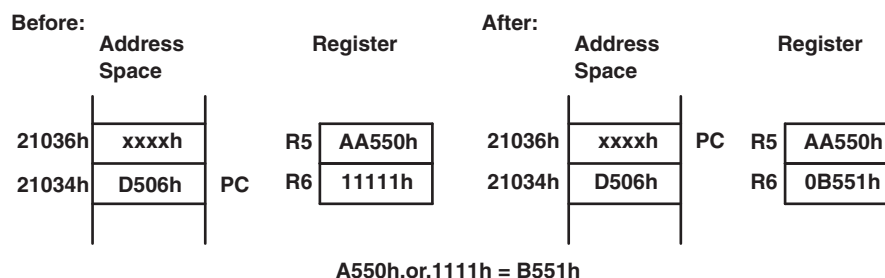 Before:
Address Space
Register
21036h xxxxh
R5 AA550h
21034h D506h PC
R6 11111h
After:
Address Space
Register
21036h xxxxh PC
R5 AA550h
21034h D506h
R6 0B551h
A550h.or.1111h = B551h